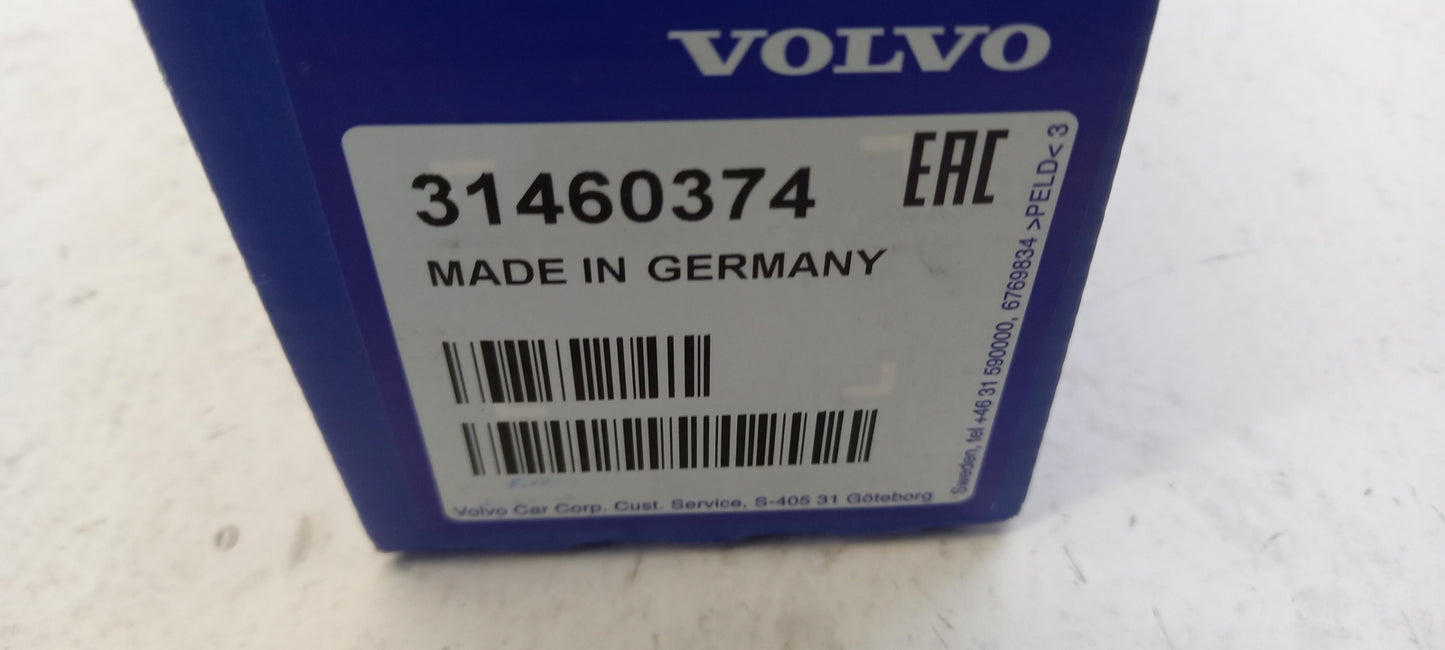 VOLVO
31460374
EAC
MADE IN GERMANY
Volvo Car Corp. Cust. Service, S-405 31 Göteborg
Sweden, tel +46 31 590000, 6769834 >PELD< 3